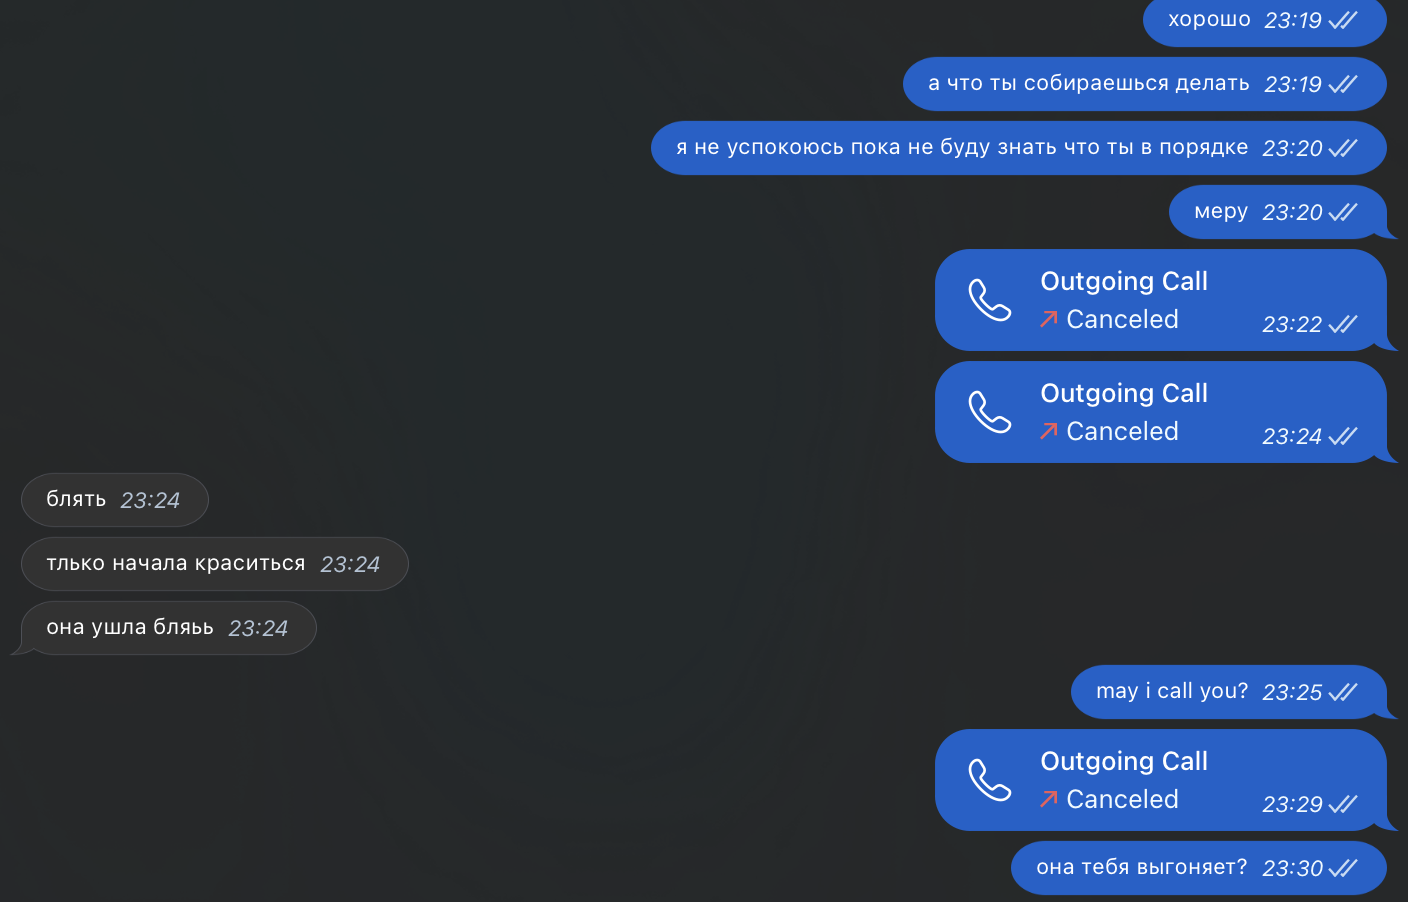 хорошо 23:19
а что ты собираешься делать 23:19
я не успокоюсь пока не буду знать что ты в порядке 23:20
меру 23:20
Outgoing Call
Canceled 23:22
Outgoing Call
Canceled 23:24
блять 23:24
тлько начала краситься 23:24
она ушла бляьь 23:24
may i call you? 23:25
Outgoing Call
Canceled 23:29
она тебя выгоняет? 23:30